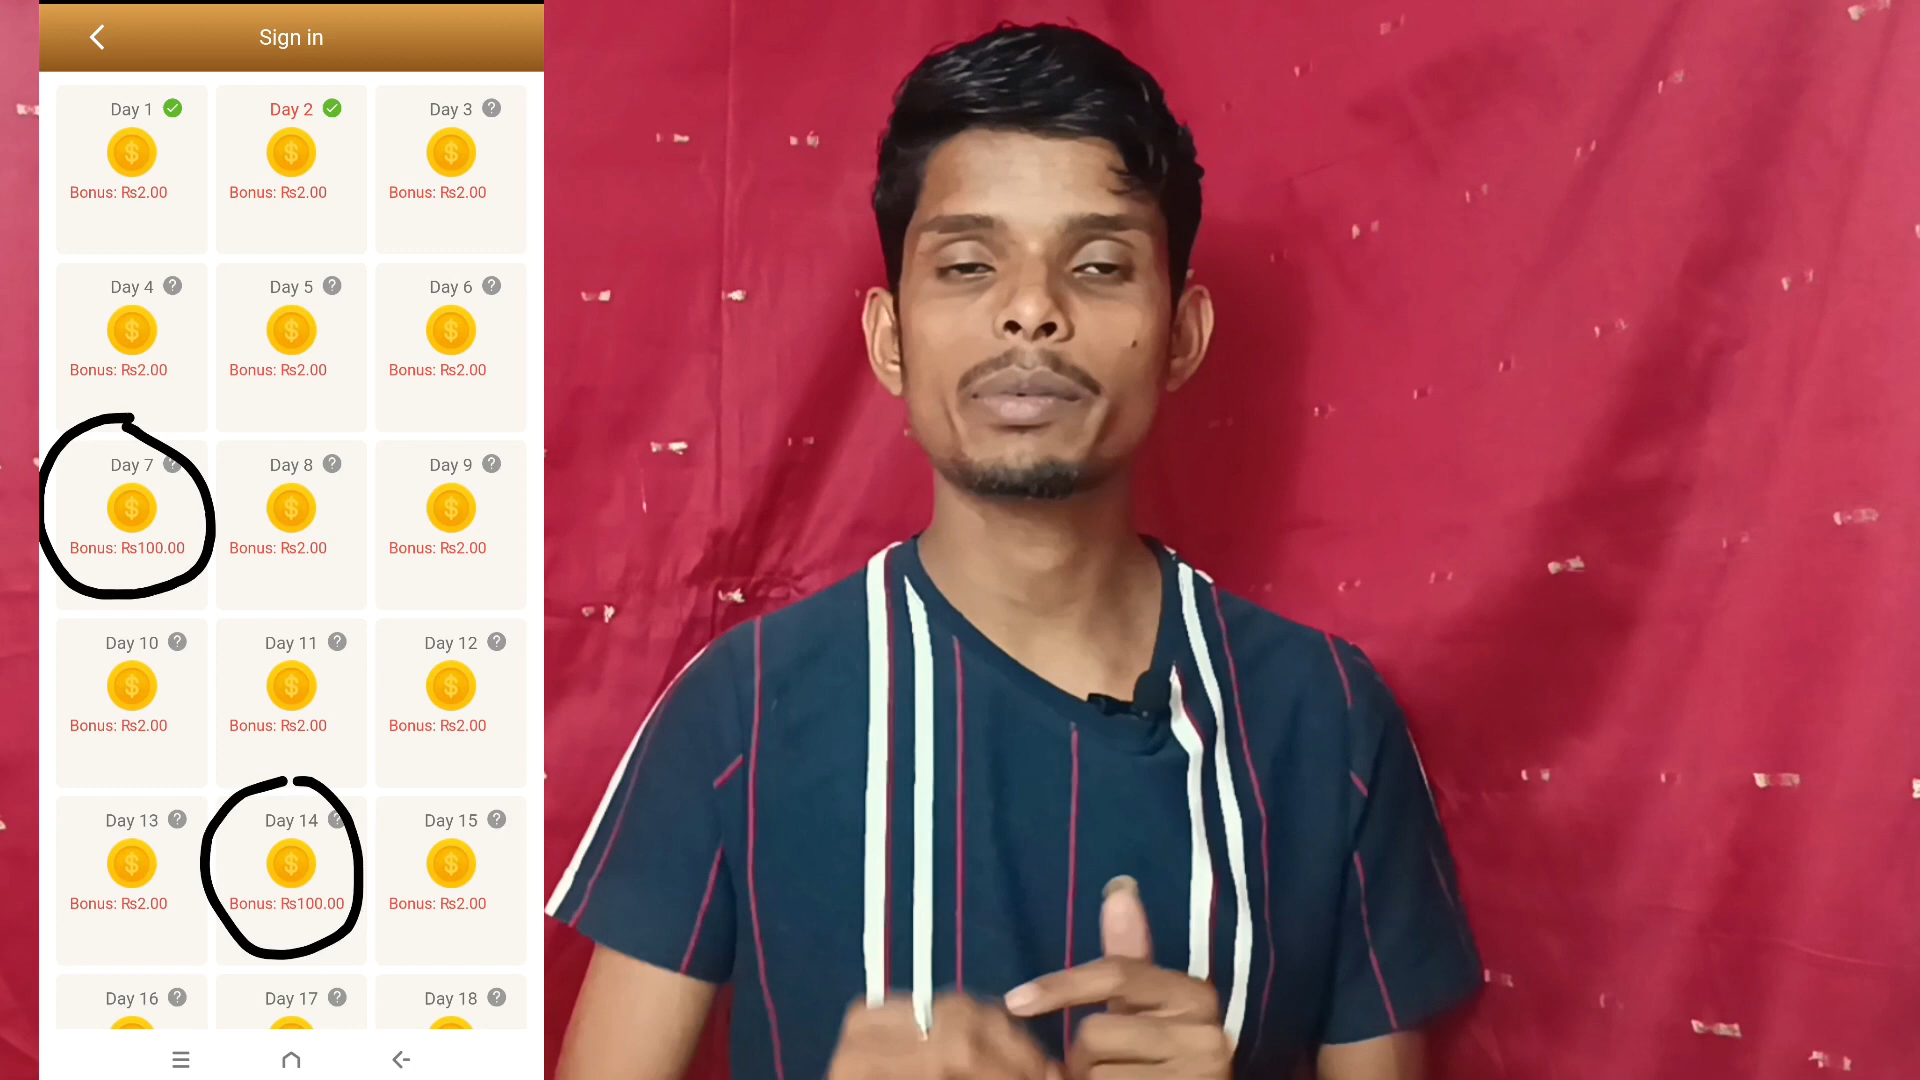 Sign in
Day 1
Day 2
Day 3
Bonus: Rs2.00
Bonus: Rs2.00
Bonus: Rs2.00
Day 4
Day 5
Day 6
Bonus: Rs2.00
Bonus: Rs2.00
Bonus: Rs2.00
Day 7
Day 8
Day 9
Bonus: Rs100.00
Bonus: Rs2.00
Bonus: Rs2.00
Day 10
Day 11
Day 12
Bonus: Rs2.00
Bonus: Rs2.00
Bonus: Rs2.00
Day 13
Day 14
Day 15
Bonus: Rs2.00
Bonus: Rs100.00
Bonus: Rs2.00
Day 16
Day 17
Day 18